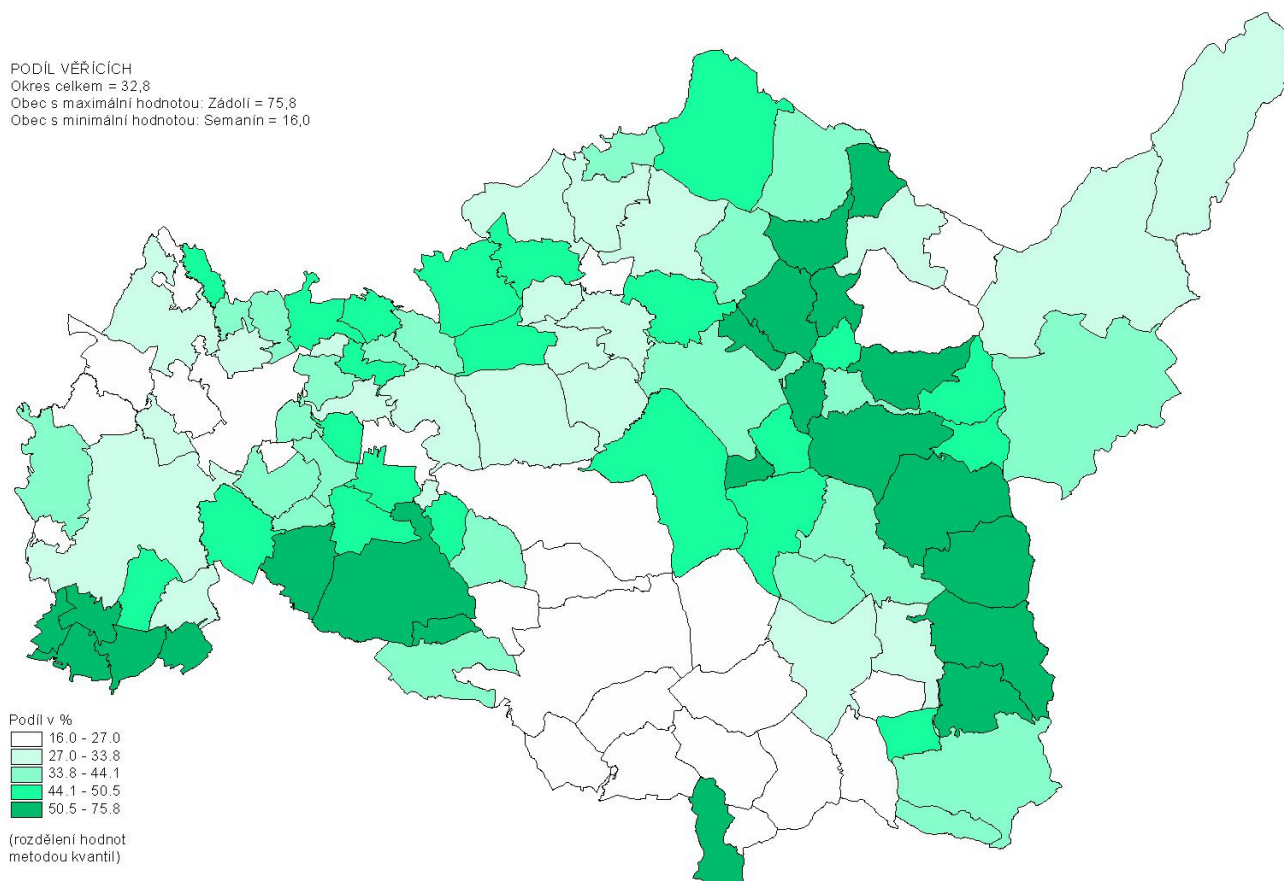 PODÍL VĚŘÍCÍCH
Okres celkem = 32,8
Obec s maximální hodnotou: Zádolí = 75,8
Obec s minimální hodnotou: Semanín = 16,0
Podíl v %
16.0 - 27.0
27.0 - 33.8
33.8 - 44.1
44.1 - 50.5
50.5 - 75.8
(rozdělení hodnot
metodou kvantil)